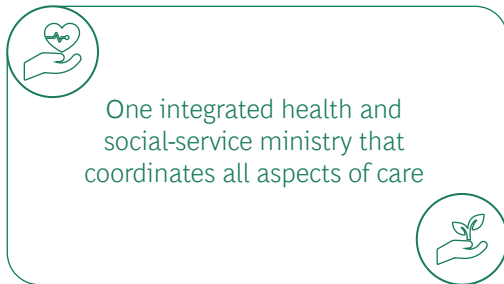 One integrated health and
social-service ministry that
coordinates all aspects of care